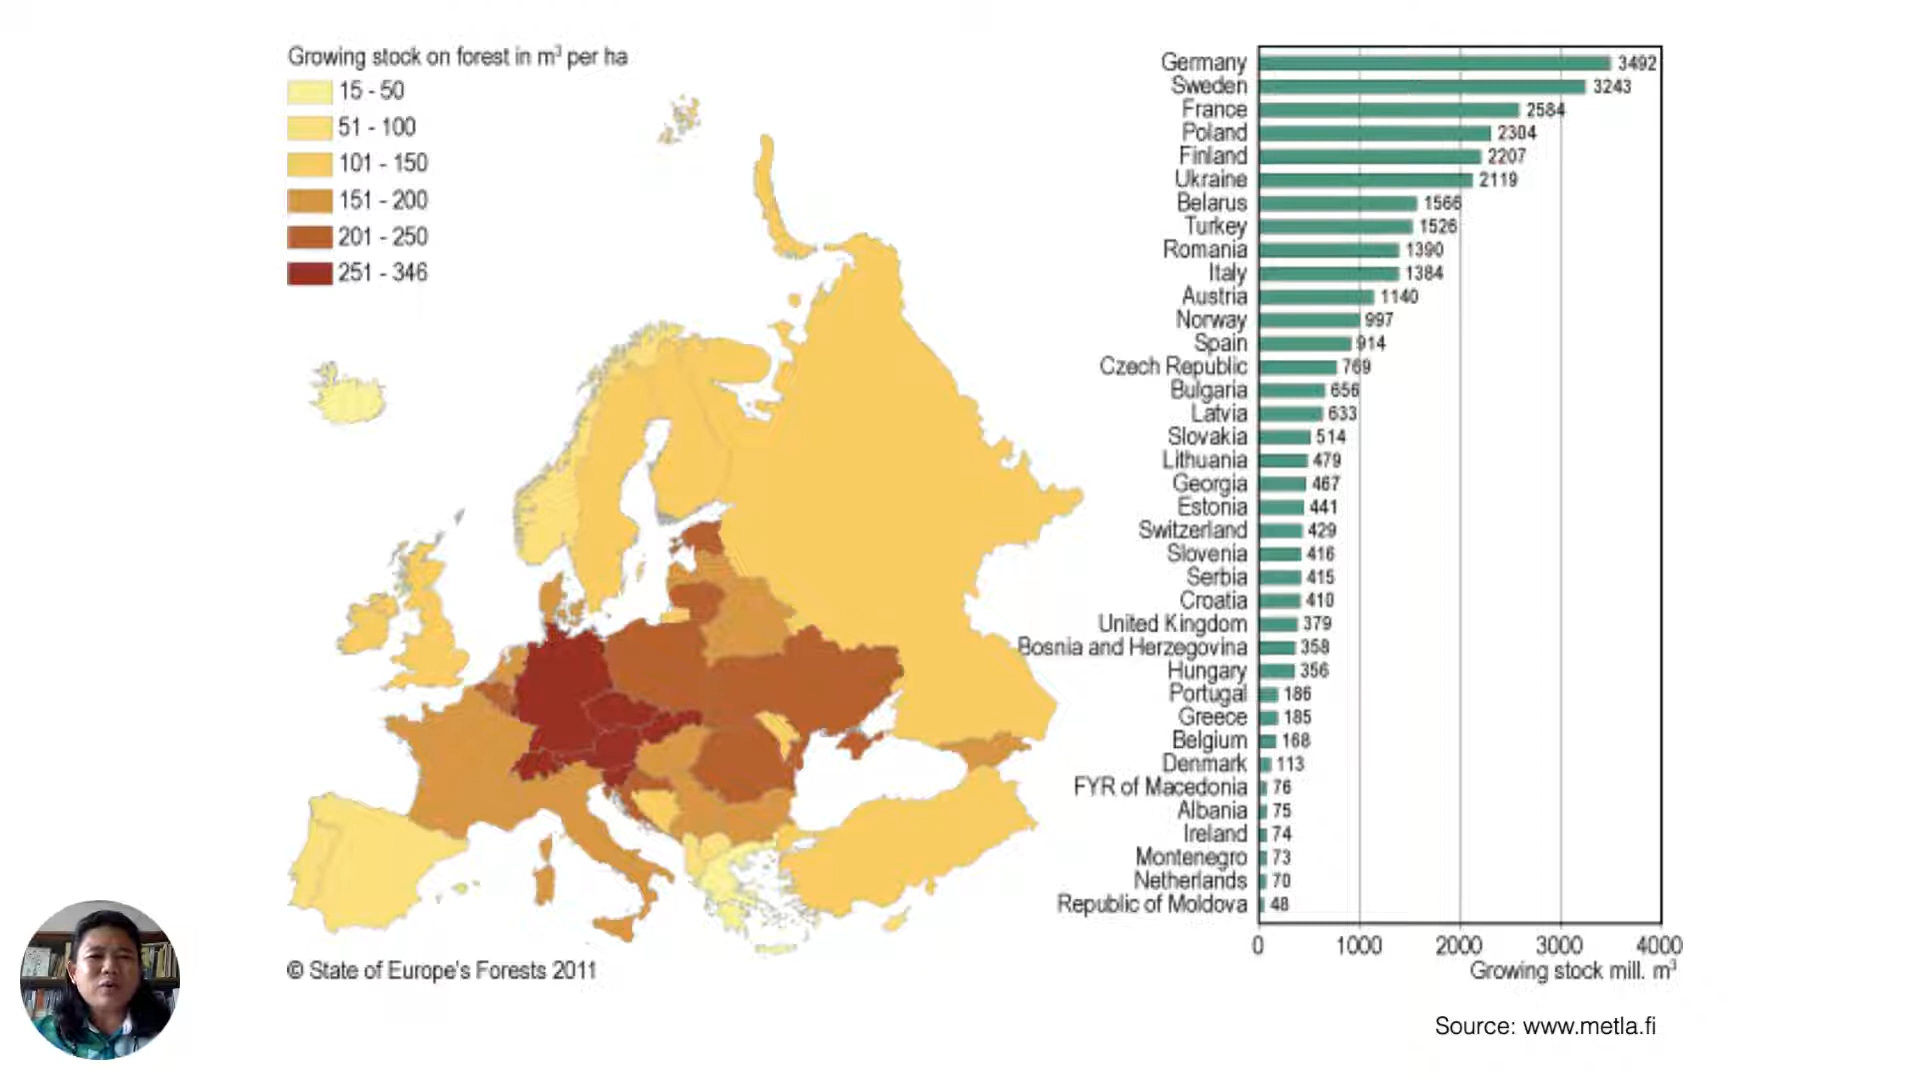 Growing stock on forest in m³ per ha
15 - 50
51 - 100
101 - 150
151 - 200
201 - 250
251 - 346
© State of Europe's Forests 2011
Germany 3492
Sweden 3243
France 2584
Poland 2304
Finland 2207
Ukraine 2119
Belarus 1566
Turkey 1526
Romania 1390
Italy 1384
Austria 1140
Norway 997
Spain 914
Czech Republic 769
Bulgaria 656
Latvia 633
Slovakia 514
Lithuania 479
Georgia 467
Estonia 441
Switzerland 429
Slovenia 416
Serbia 415
Croatia 410
United Kingdom 379
Bosnia and Herzegovina 358
Hungary 356
Portugal 186
Greece 185
Belgium 168
Denmark 113
FYR of Macedonia 76
Albania 75
Ireland 74
Montenegro 73
Netherlands 70
Republic of Moldova 48
0 1000 2000 3000 4000
Growing stock mill. m³
Source: www.metla.fi